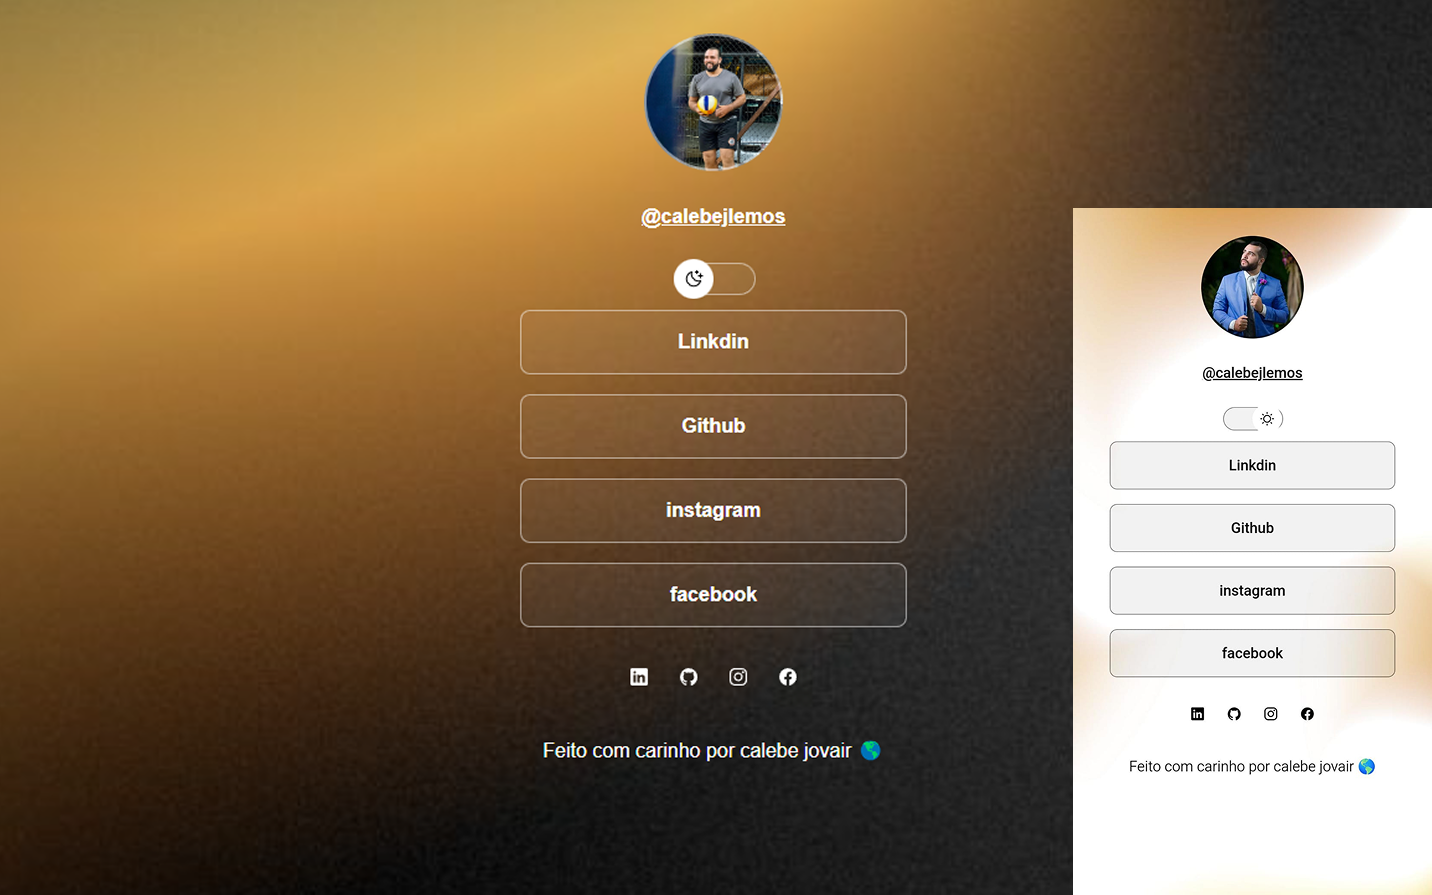 @calebejlemos
Linkdin
Github
instagram
facebook
Feito com carinho por calebe jovair
@calebejlemos
Linkdin
Github
instagram
facebook
Feito com carinho por calebe jovair